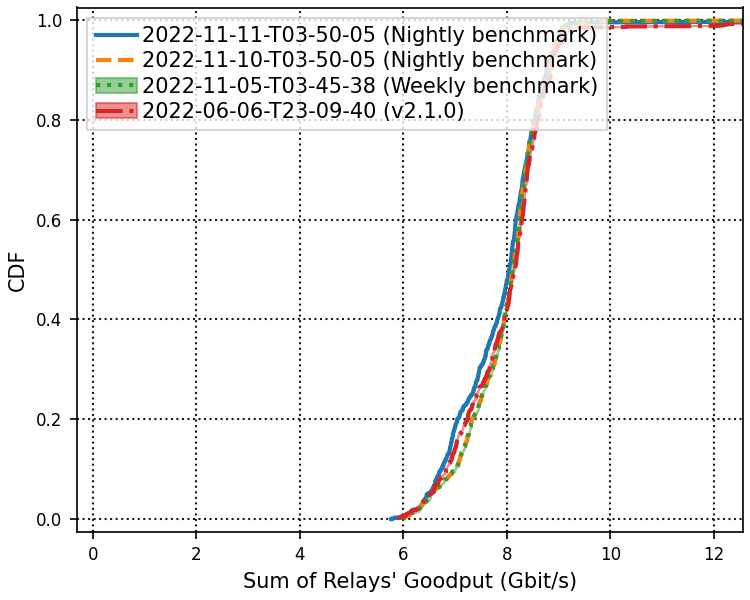 1.0
0.8
0.6
0.4
0.2
0.0
CDF
2022-11-11-T03-50-05 (Nightly benchmark)
2022-11-10-T03-50-05 (Nightly benchmark)
2022-11-05-T03-45-38 (Weekly benchmark)
2022-06-06-T23-09-40 (v2.1.0)
0 2 4 6 8 10 12
Sum of Relays' Goodput (Gbit/s)